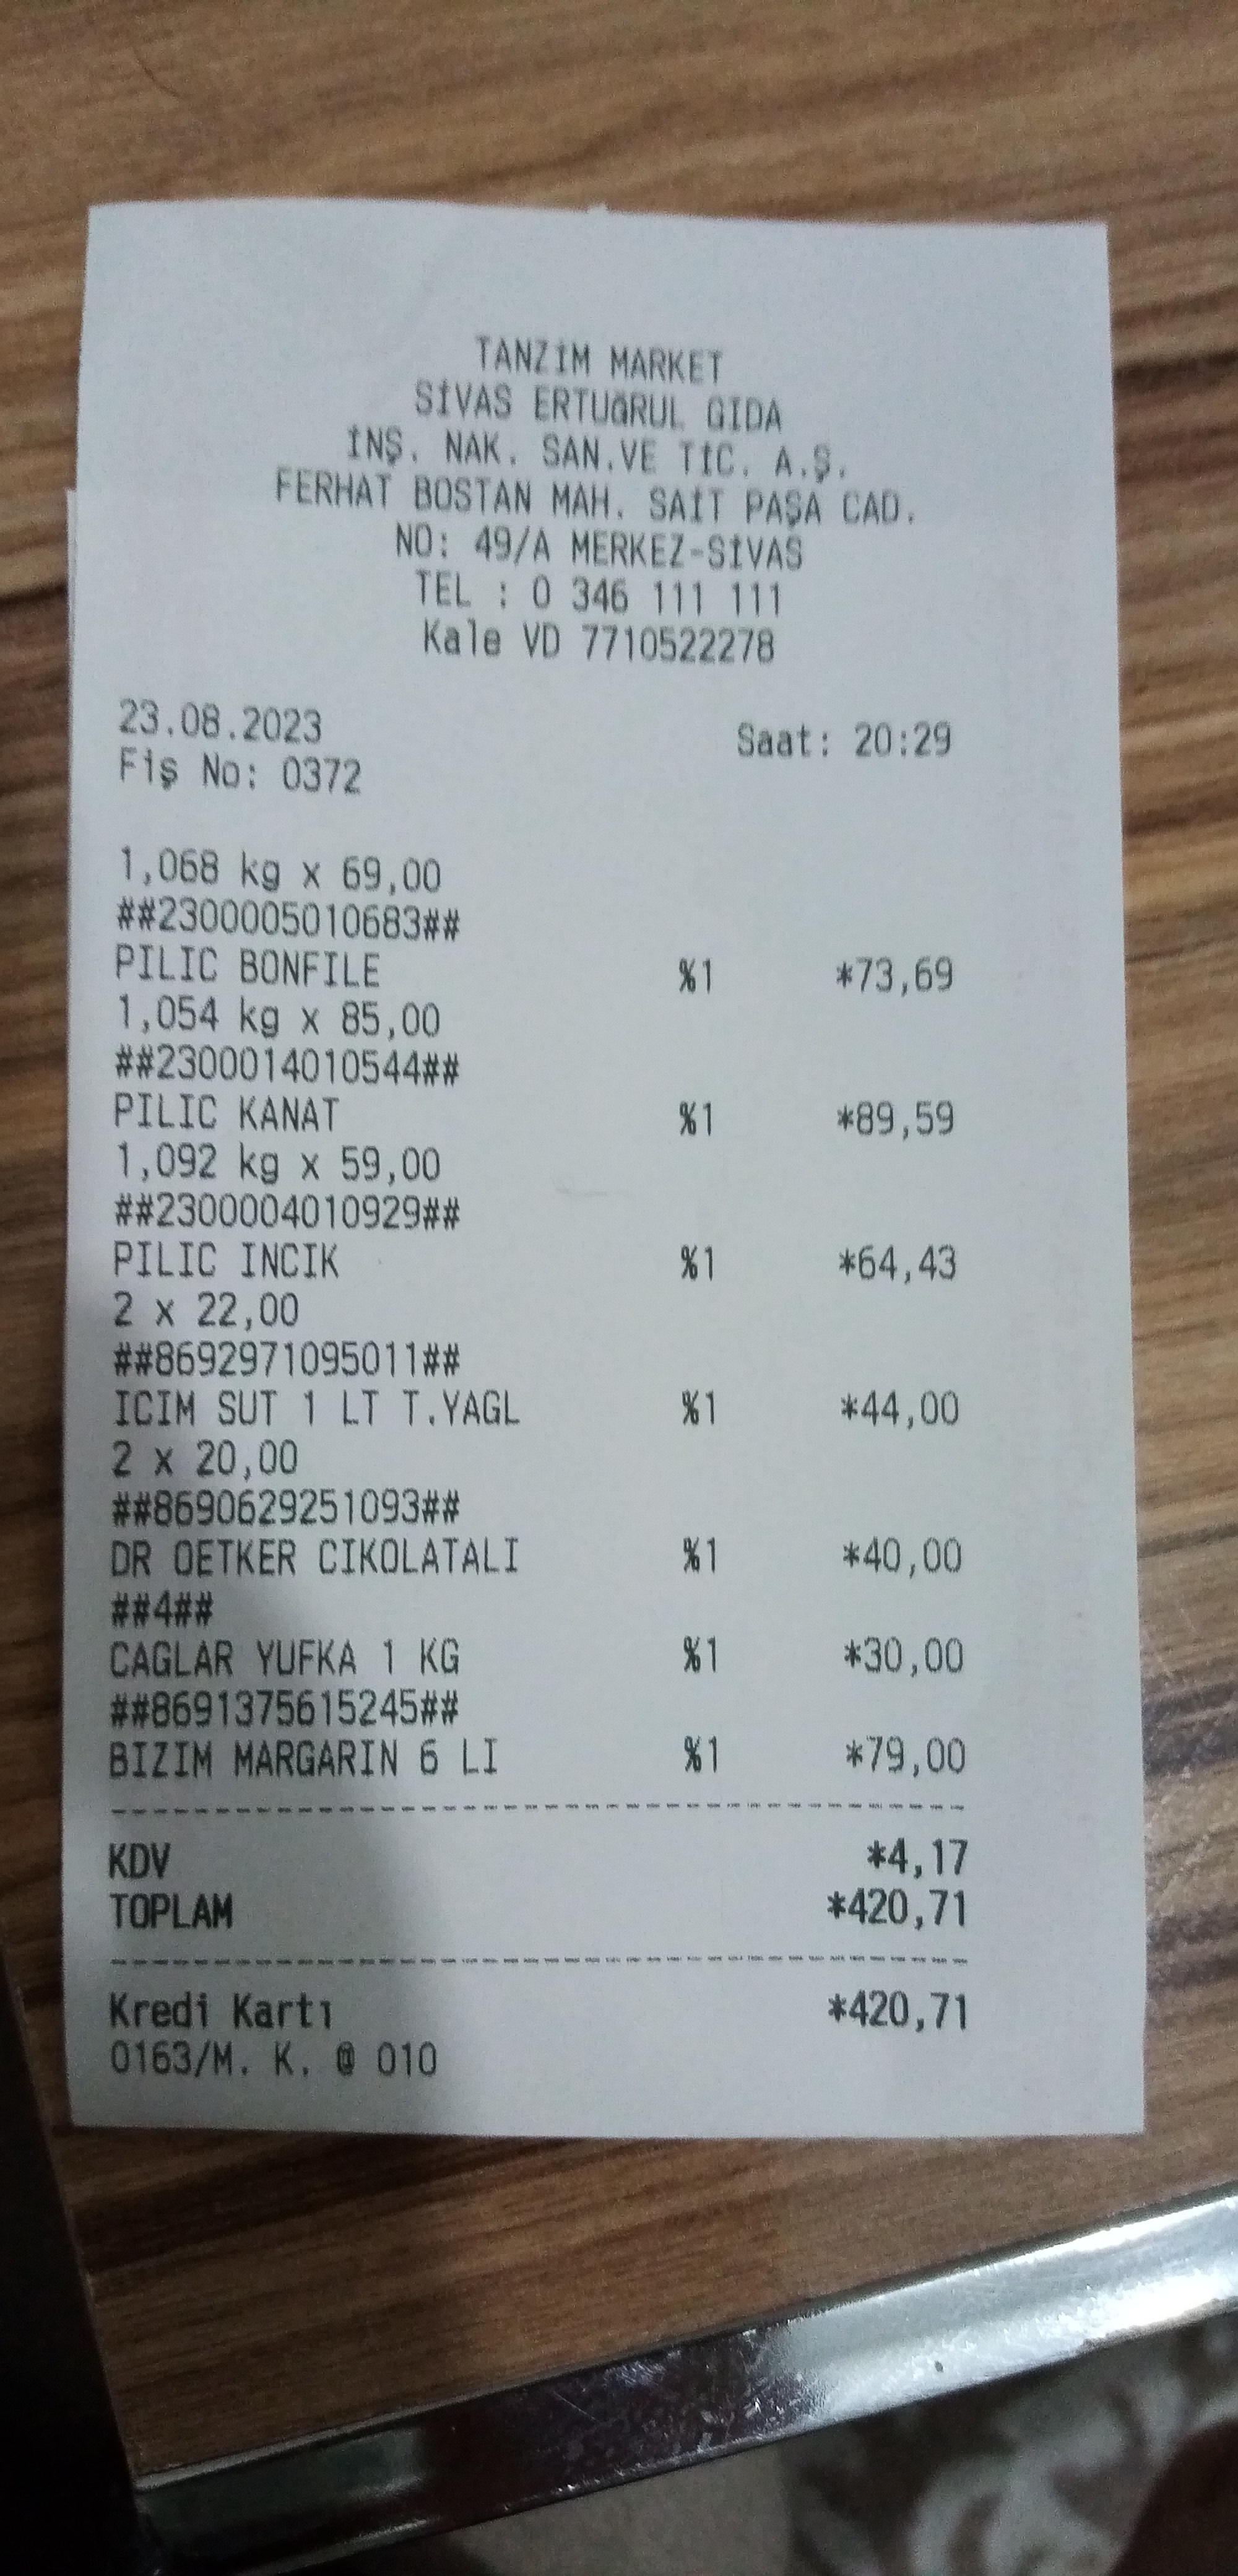 TANZİM MARKET
SİVAS ERTUĞRUL GIDA
İNŞ. NAK. SAN.VE TİC. A.Ş.
FERHAT BOSTAN MAH. SAİT PAŞA CAD.
NO: 49/A MERKEZ-SİVAS
TEL : 0 346 111 111
Kale VD 7710522278
23.08.2023 Saat: 20:29
Fiş No: 0372
1,068 kg x 69,00
##2300005010683##
PILIC BONFILE %1 *73,69
1,054 kg x 85,00
##2300014010544##
PILIC KANAT %1 *89,59
1,092 kg x 59,00
##2300004010929##
PILIC INCIK %1 *64,43
2 x 22,00
##8692971095011##
ICIM SUT 1 LT T.YAGL %1 *44,00
2 x 20,00
##8690629251093##
DR OETKER CIKOLATALI %1 *40,00
##4##
CAGLAR YUFKA 1 KG %1 *30,00
##8691375615245##
BIZIM MARGARIN 6 LI %1 *79,00
KDV *4,17
TOPLAM *420,71
Kredi Kartı *420,71
0163/M. K. @ 010